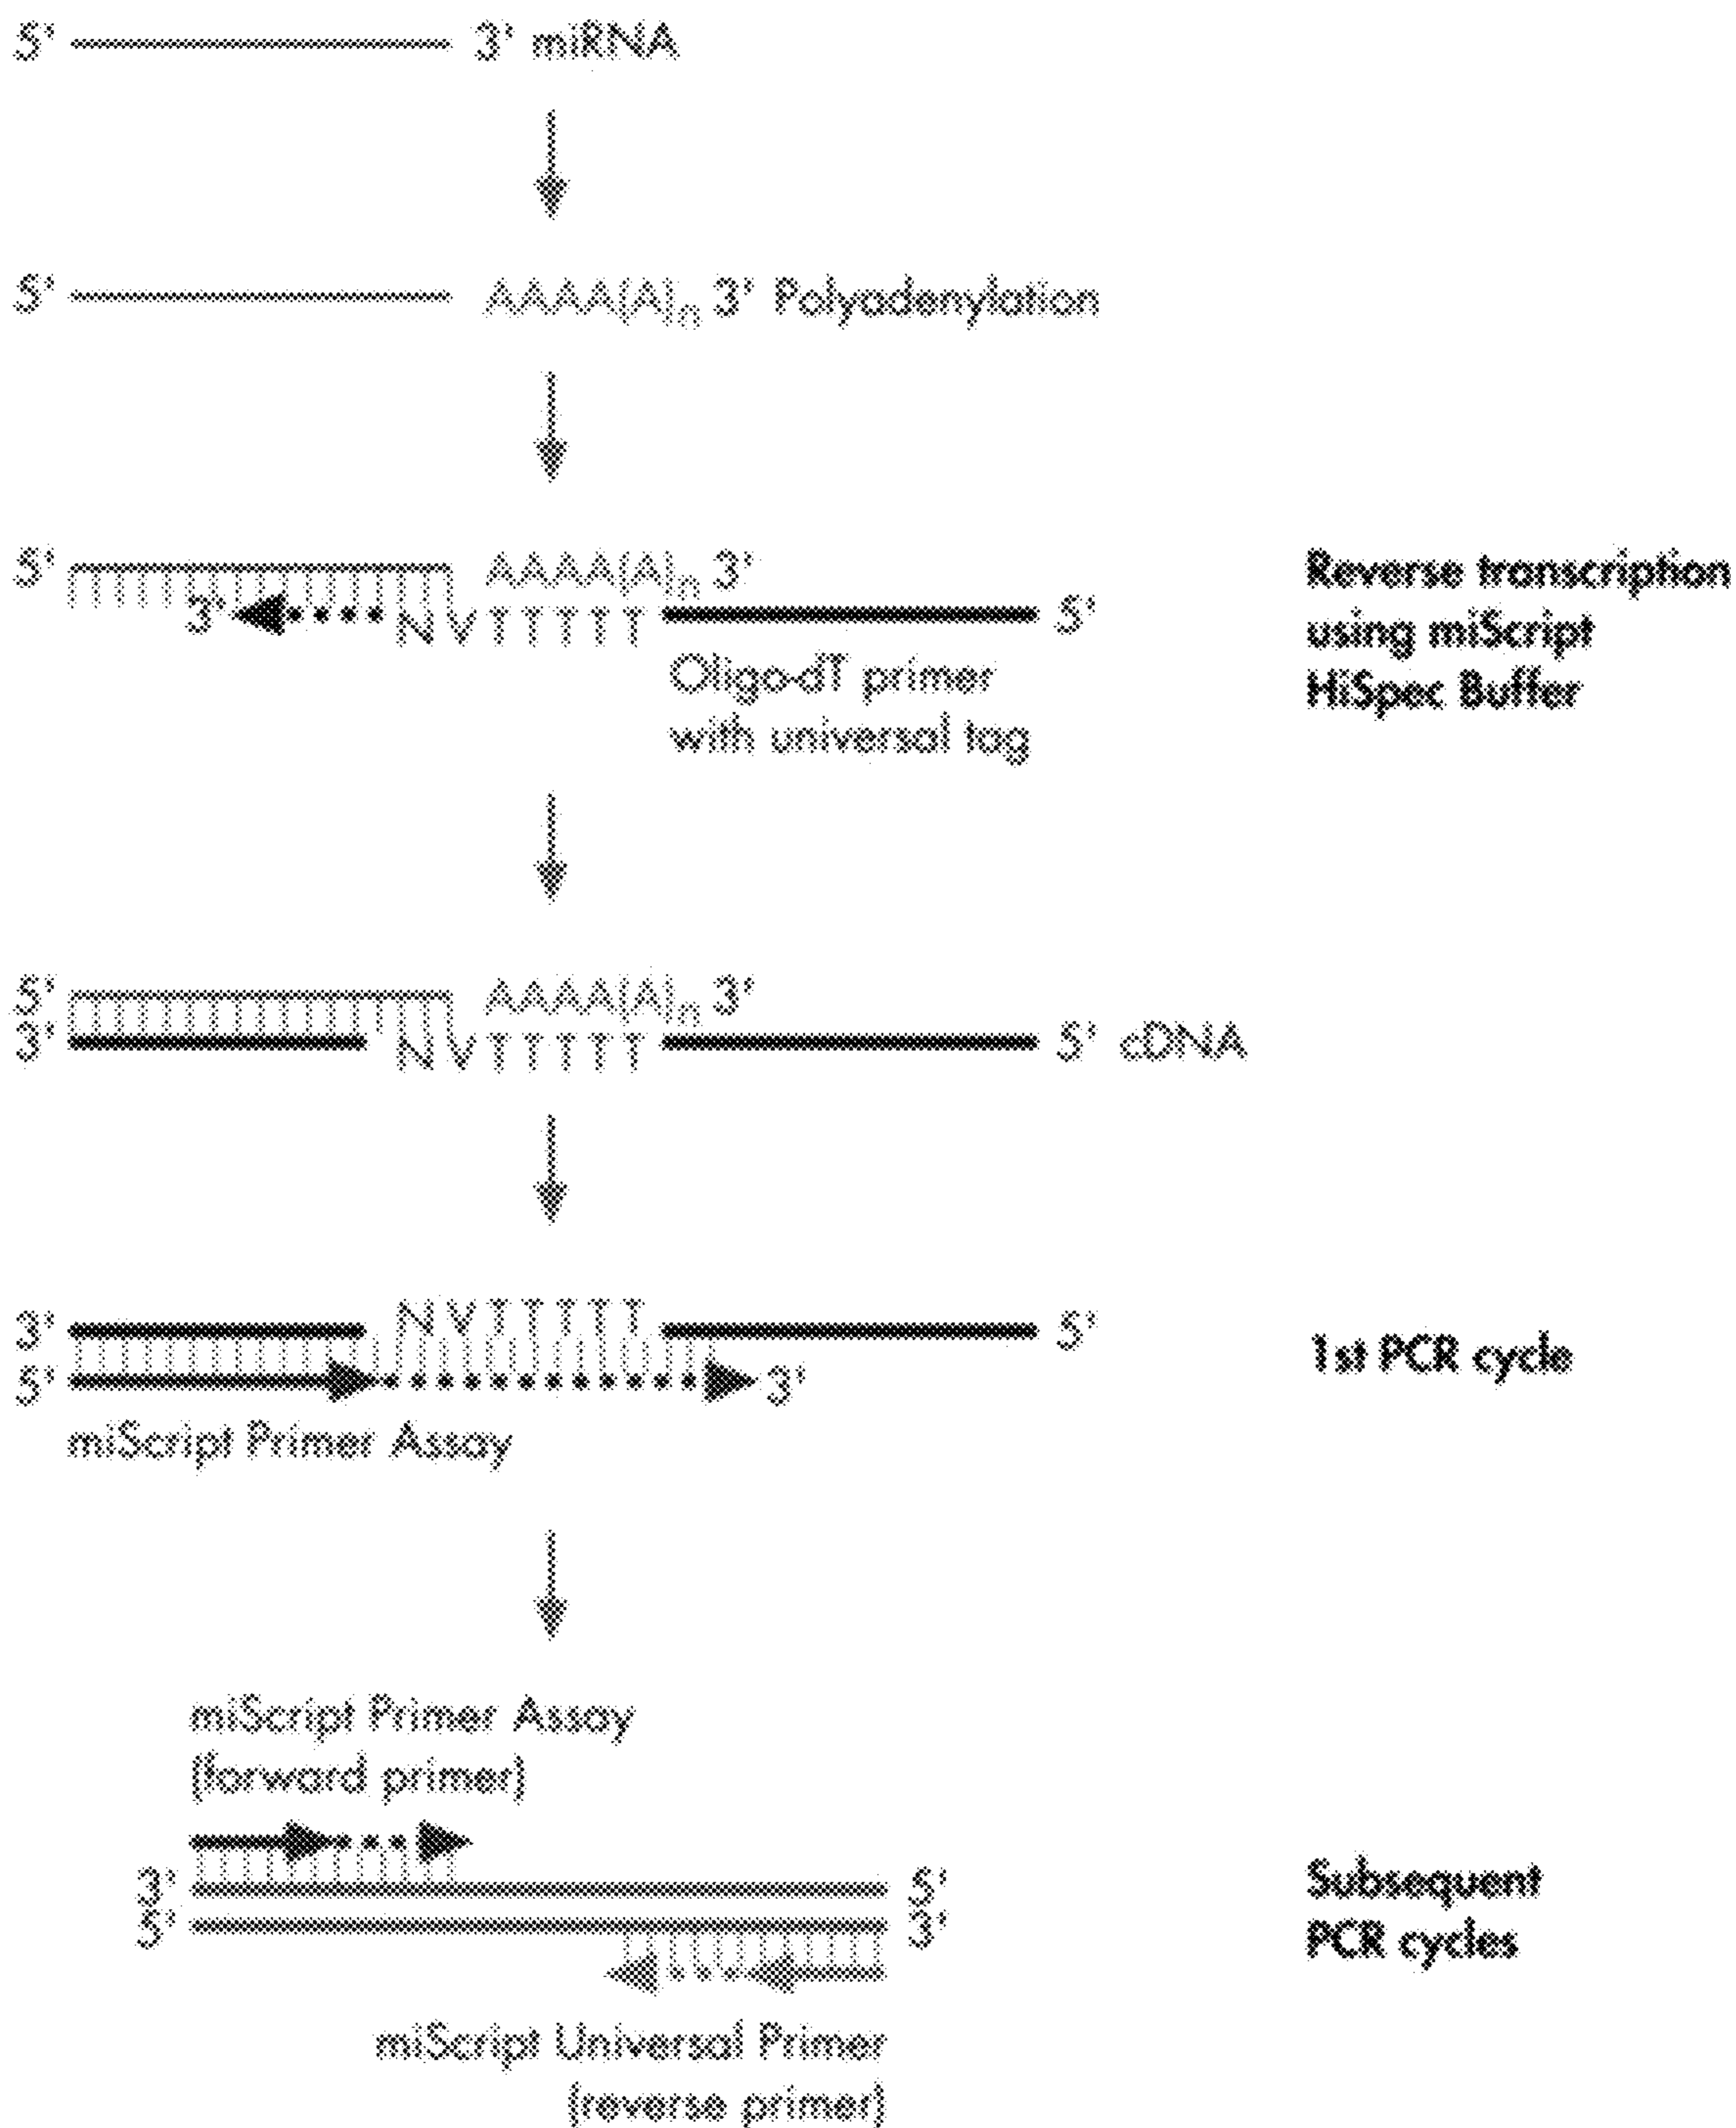 5' 3' miRNA
5' AAAA(A)n 3' Polyadenylation
5' AAAA(A)n 3'
3' NVTTTTT 5'
Oligo-dT primer
with universal tag
Reverse transcription
using miScript
HiSpec Buffer
5' AAAA(A)n 3'
3' NVTTTTT 5' cDNA
3' NVTTTTT 5'
5' 3'
miScript Primer Assay
1st PCR cycle
miScript Primer Assay
(forward primer)
3' 5'
5' 3'
miScript Universal Primer
(reverse primer)
Subsequent
PCR cycles